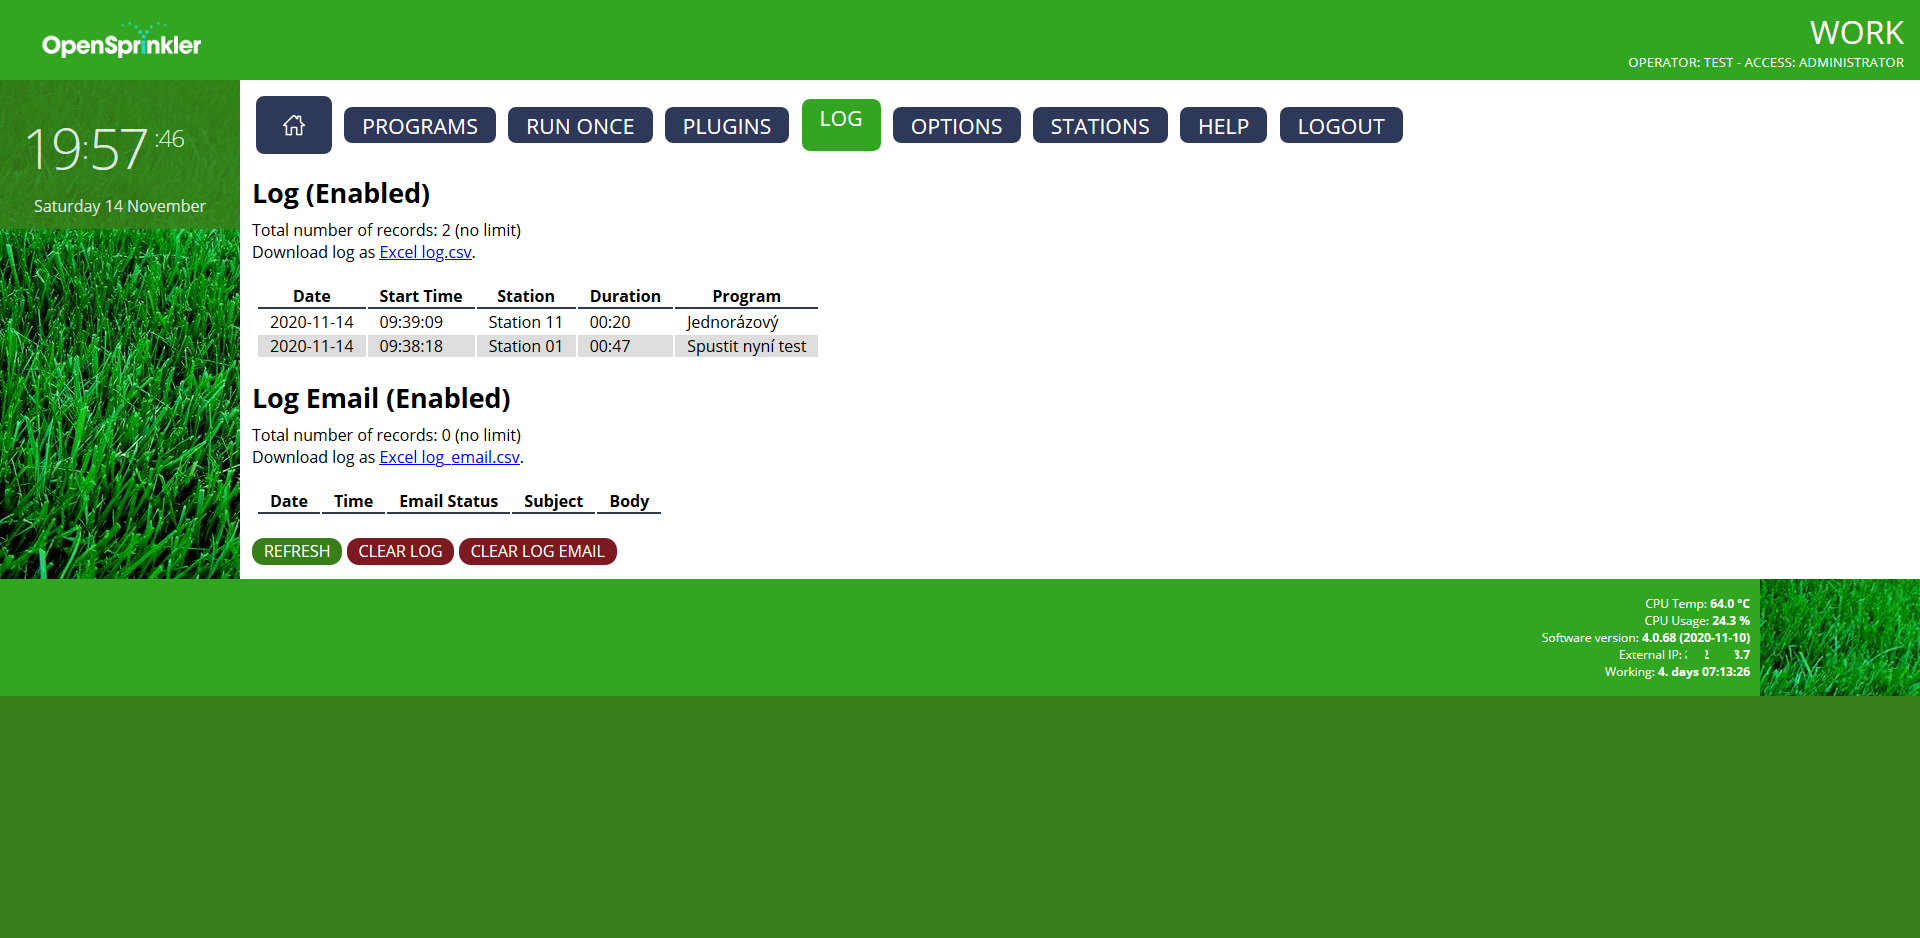 OpenSprinkler
WORK
OPERATOR: TEST - ACCESS: ADMINISTRATOR
19:57 :46
Saturday 14 November
PROGRAMS RUN ONCE PLUGINS LOG OPTIONS STATIONS HELP LOGOUT
Log (Enabled)
Total number of records: 2 (no limit)
Download log as Excel log.csv.
Date Start Time Station Duration Program
2020-11-14 09:39:09 Station 11 00:20 Jednorázový
2020-11-14 09:38:18 Station 01 00:47 Spustit nyní test
Log Email (Enabled)
Total number of records: 0 (no limit)
Download log as Excel log_email.csv.
Date Time Email Status Subject Body
REFRESH CLEAR LOG CLEAR LOG EMAIL
CPU Temp: 64.0 °C
CPU Usage: 24.3 %
Software version: 4.0.68 (2020-11-10)
External IP:
Working: 4. days 07:13:26